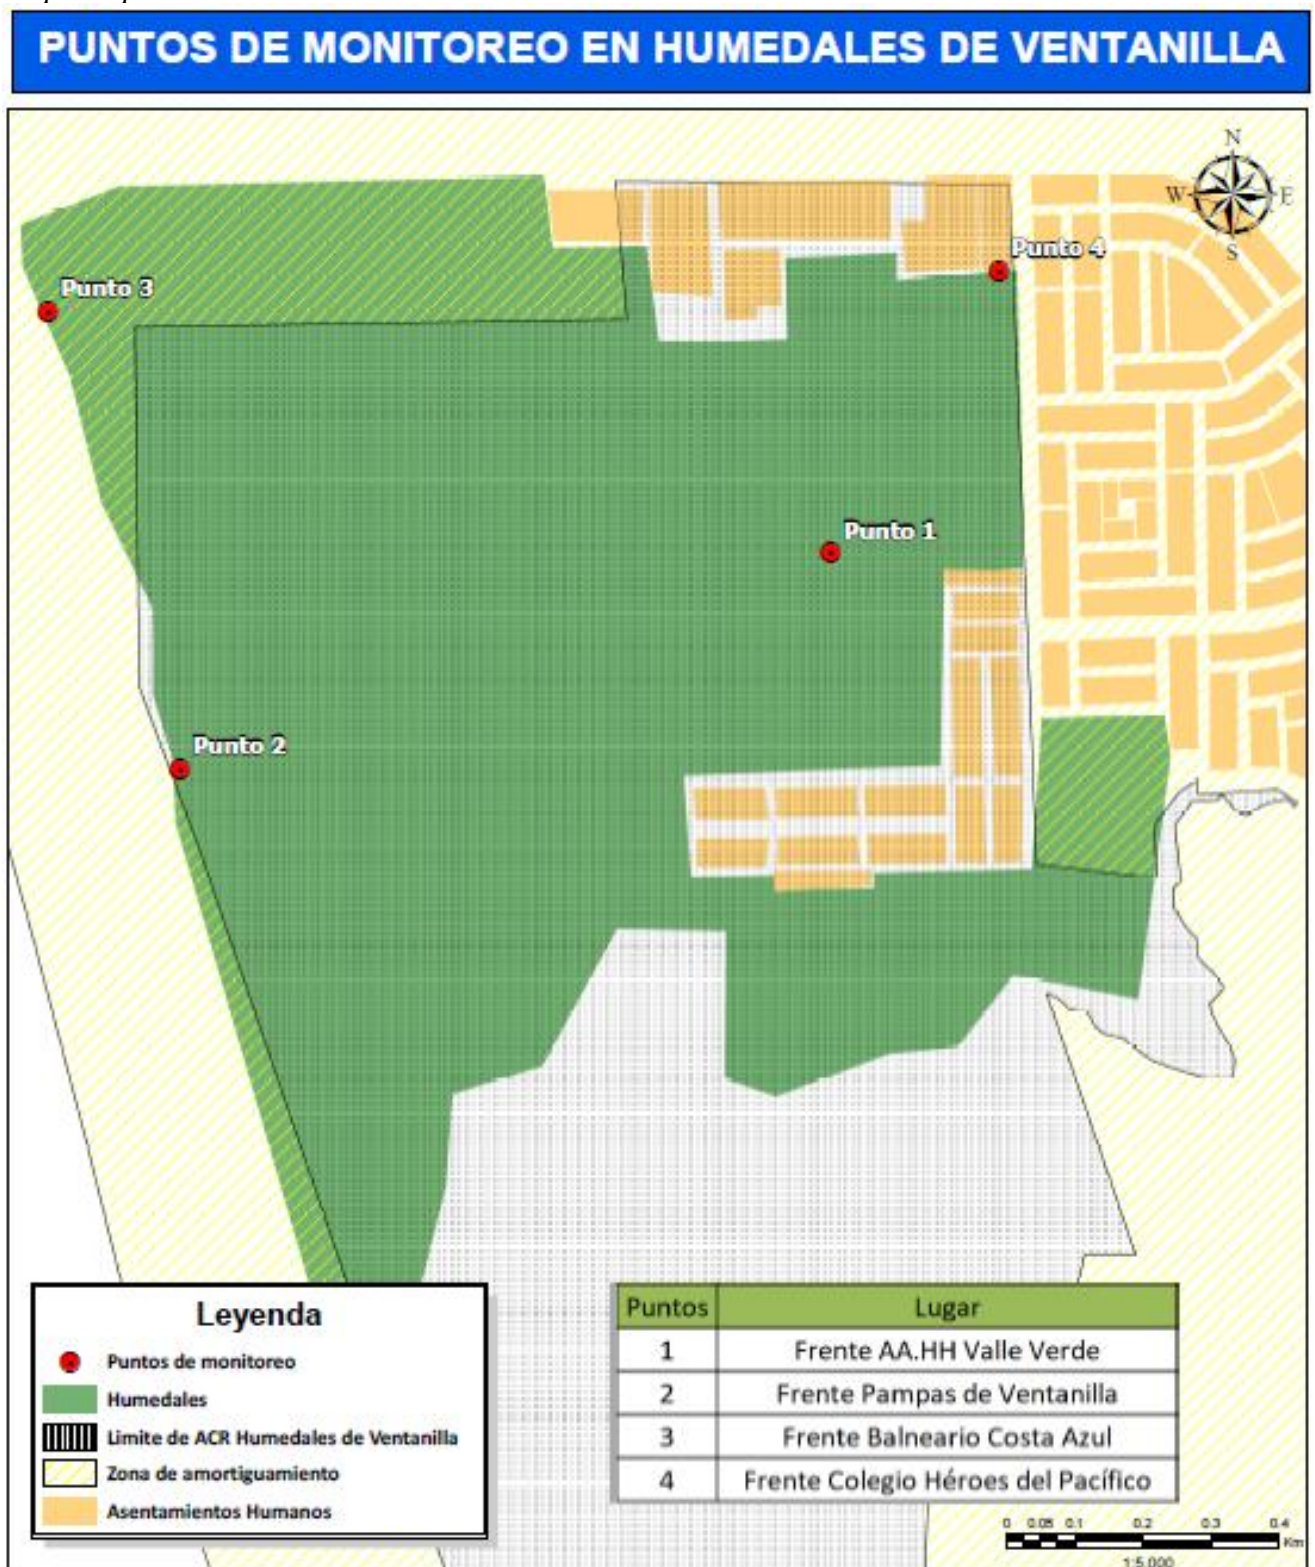 PUNTOS DE MONITOREO EN HUMEDALES DE VENTANILLA
N
W E
S
Punto 4
Punto 3
Punto 1
Punto 2
Leyenda
Puntos de monitoreo
Humedales
Limite de ACR Humedales de Ventanilla
Zona de amortiguamiento
Asentamientos Humanos
Puntos Lugar
1 Frente AA.HH Valle Verde
2 Frente Pampas de Ventanilla
3 Frente Balneario Costa Azul
4 Frente Colegio Héroes del Pacífico
0 0.05 0.1 0.2 0.3 0.4
Km
1:5,000